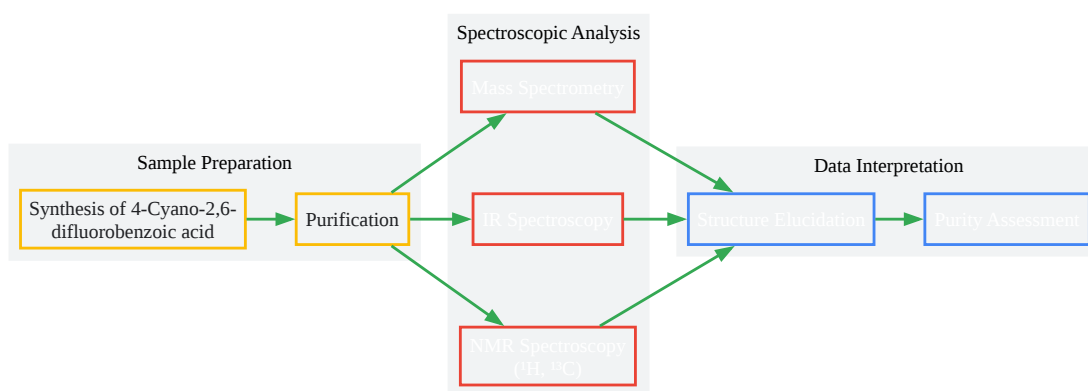 Spectroscopic Analysis
Mass Spectrometry
Sample Preparation
Data Interpretation
Synthesis of 4-Cyano-2,6-
difluorobenzoic acid
Purification
IR Spectroscopy
Structure Elucidation
Purity Assessment
NMR Spectroscopy
(¹H, ¹³C)